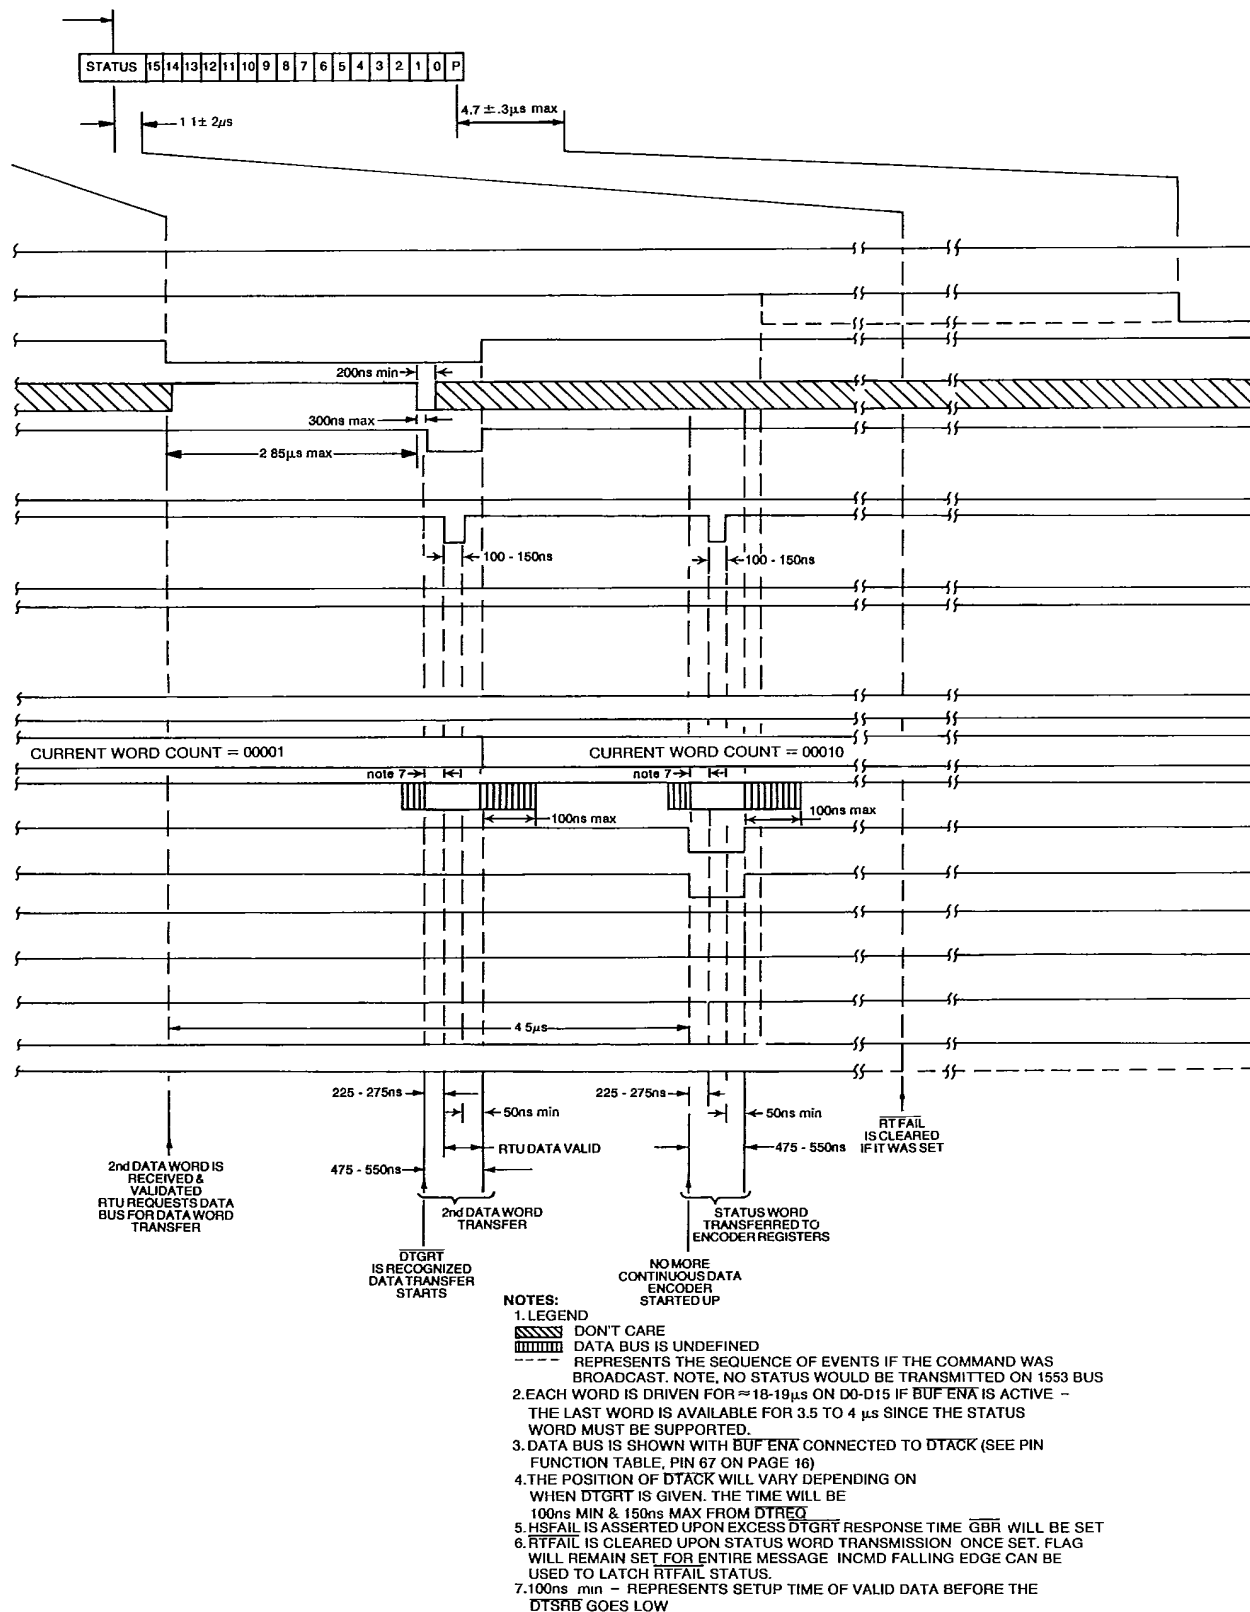 STATUS 15 14 13 12 11 10 9 8 7 6 5 4 3 2 1 0 P
4.7 ± .3µs max
1 1± 2µs
200ns min
300ns max
2 85µs max
100 - 150ns
100 - 150ns
CURRENT WORD COUNT = 00001
CURRENT WORD COUNT = 00010
note 7
note 7
100ns max
100ns max
4 5µs
225 - 275ns
225 - 275ns
50ns min
50ns min
RTU DATA VALID
475 - 550ns
475 - 550ns
RT FAIL
IS CLEARED
IF IT WAS SET
2nd DATA WORD IS
RECEIVED &
VALIDATED
RTU REQUESTS DATA
BUS FOR DATA WORD
TRANSFER
2nd DATA WORD
TRANSFER
STATUS WORD
TRANSFERRED TO
ENCODER REGISTERS
DTGRT
IS RECOGNIZED
DATA TRANSFER
STARTS
NO MORE
CONTINUOUS DATA
ENCODER
STARTED UP
NOTES:
1. LEGEND
DON'T CARE
DATA BUS IS UNDEFINED
---- REPRESENTS THE SEQUENCE OF EVENTS IF THE COMMAND WAS
BROADCAST. NOTE, NO STATUS WOULD BE TRANSMITTED ON 1553 BUS
2. EACH WORD IS DRIVEN FOR ≈ 18-19µs ON D0-D15 IF BUF ENA IS ACTIVE –
THE LAST WORD IS AVAILABLE FOR 3.5 TO 4 µs SINCE THE STATUS
WORD MUST BE SUPPORTED.
3. DATA BUS IS SHOWN WITH BUF ENA CONNECTED TO DTACK (SEE PIN
FUNCTION TABLE, PIN 67 ON PAGE 16)
4. THE POSITION OF DTACK WILL VARY DEPENDING ON
WHEN DTGRT IS GIVEN. THE TIME WILL BE
100ns MIN & 150ns MAX FROM DTREQ
5. HSFAIL IS ASSERTED UPON EXCESS DTGRT RESPONSE TIME GBR WILL BE SET
6. RTFAIL IS CLEARED UPON STATUS WORD TRANSMISSION ONCE SET. FLAG
WILL REMAIN SET FOR ENTIRE MESSAGE INCMD FALLING EDGE CAN BE
USED TO LATCH RTFAIL STATUS.
7. 100ns min – REPRESENTS SETUP TIME OF VALID DATA BEFORE THE
DTSRB GOES LOW